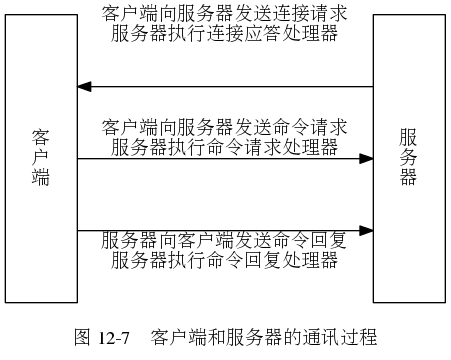 客户端向服务器发送连接请求
服务器执行连接应答处理器
客户端向服务器发送命令请求
服务器执行命令请求处理器
客户端
服务器
服务器向客户端发送命令回复
服务器执行命令回复处理器
图 12-7 客户端和服务器的通讯过程